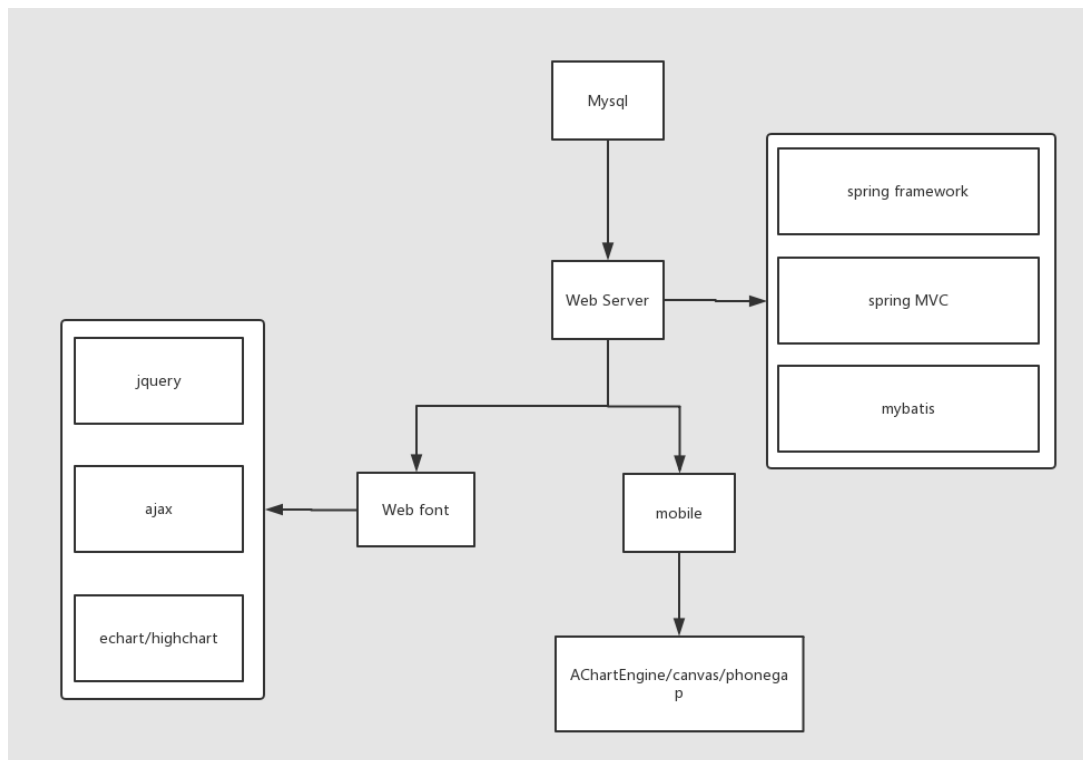 Mysql
spring framework
Web Server
spring MVC
jquery
mybatis
ajax
Web font
mobile
echart/highchart
AChartEngine/canvas/phonega
p